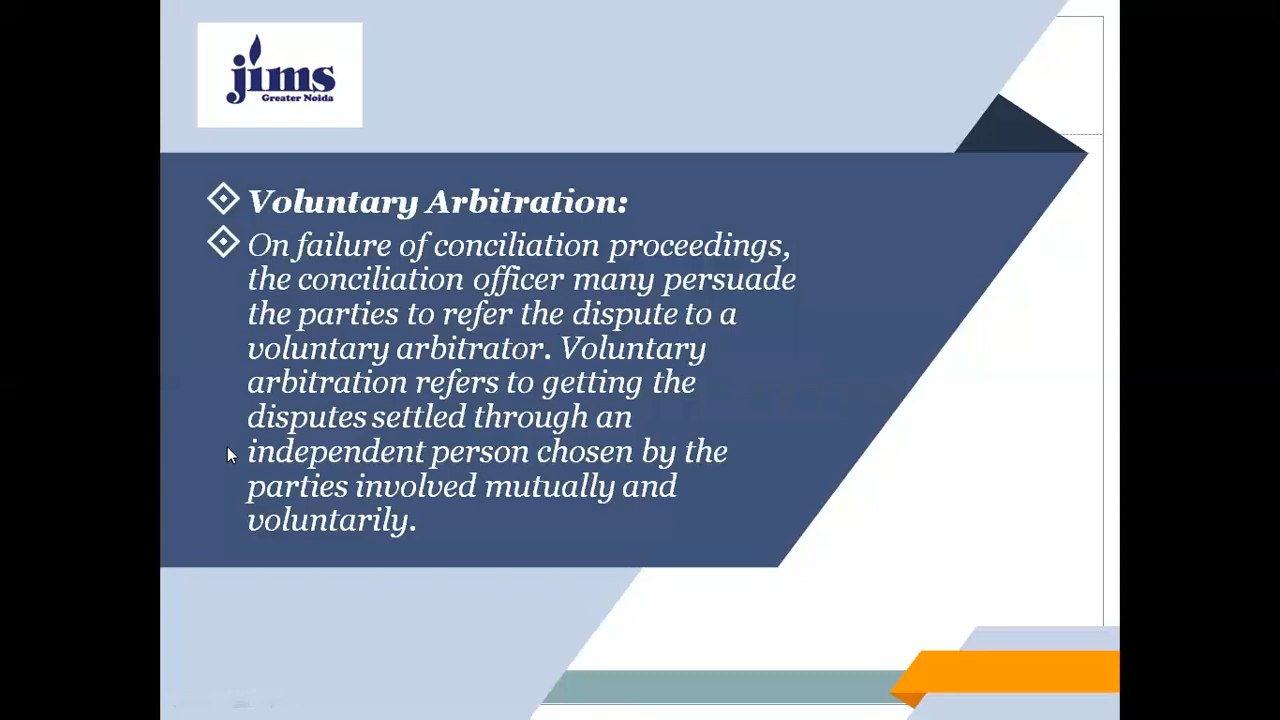 jims
Greater Noida
Voluntary Arbitration:
On failure of conciliation proceedings,
the conciliation officer many persuade
the parties to refer the dispute to a
voluntary arbitrator. Voluntary
arbitration refers to getting the
disputes settled through an
independent person chosen by the
parties involved mutually and
voluntarily.